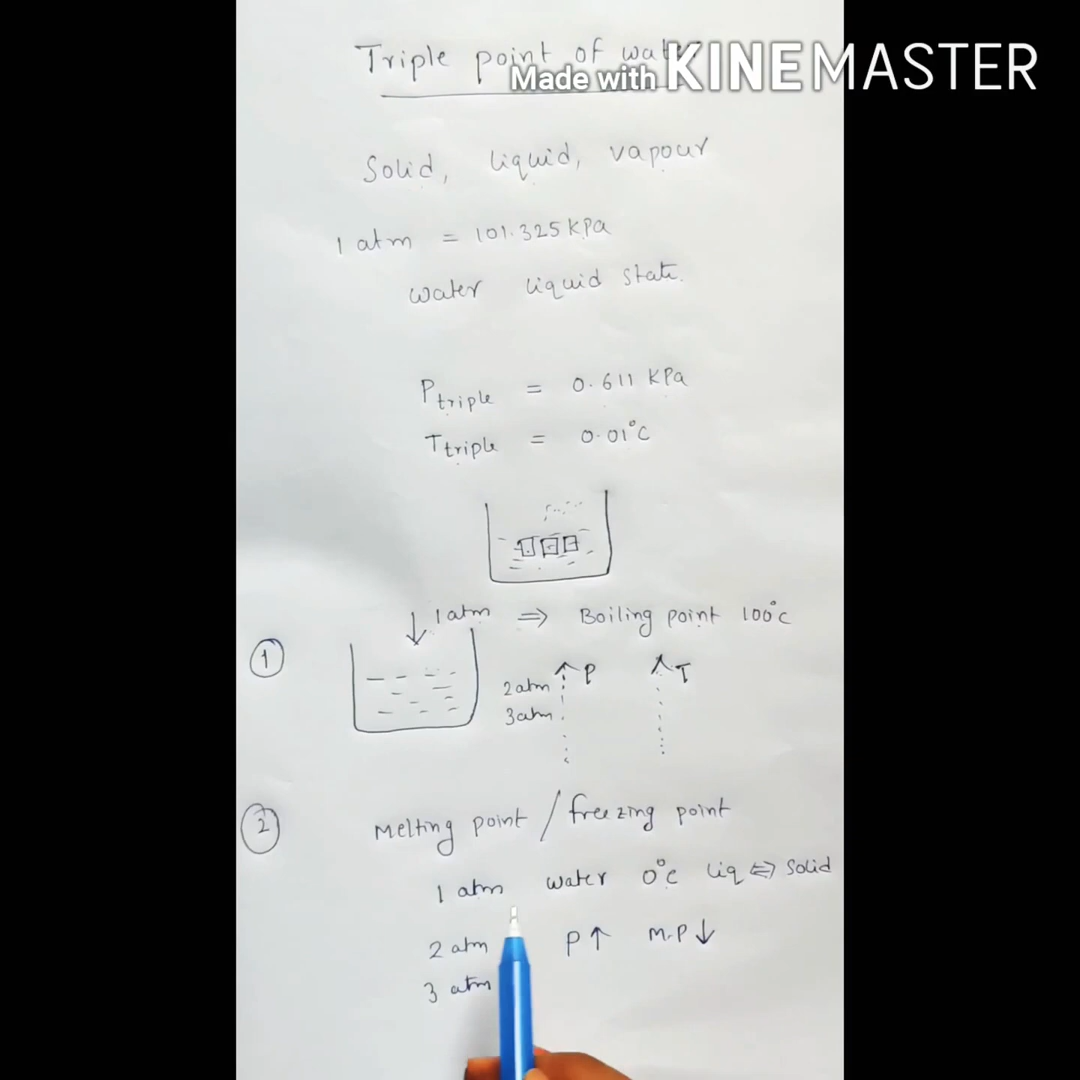 Triple point of water
Made with KINEMASTER
Solid, liquid, vapour
1 atm = 101.325 KPa
water liquid state.
Ptriple = 0.611 KPa
Ttriple = 0.01°C
↓ 1 atm ⇒ Boiling point 100°C
①
↑ P ↑ T
2 atm
3 atm
② Melting point / freezing point
1 atm water 0°C liq ⇔ solid
2 atm P↑ M.P↓
3 atm